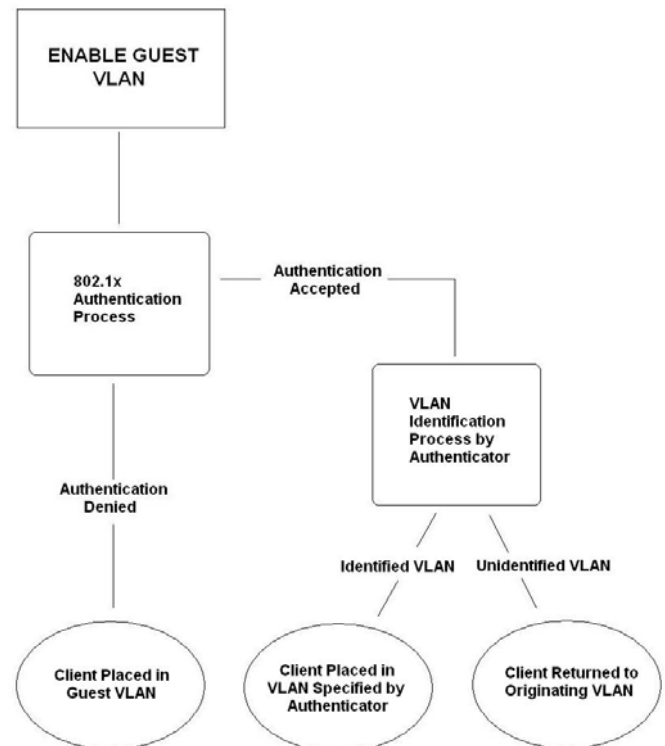 ENABLE GUEST
VLAN
802.1x
Authentication
Process
Authentication
Accepted
VLAN
Identification
Process by
Authenticator
Authentication
Denied
Identified VLAN
Unidentified VLAN
Client Placed in
Guest VLAN
Client Placed in
VLAN Specified by
Authenticator
Client Returned to
Originating VLAN